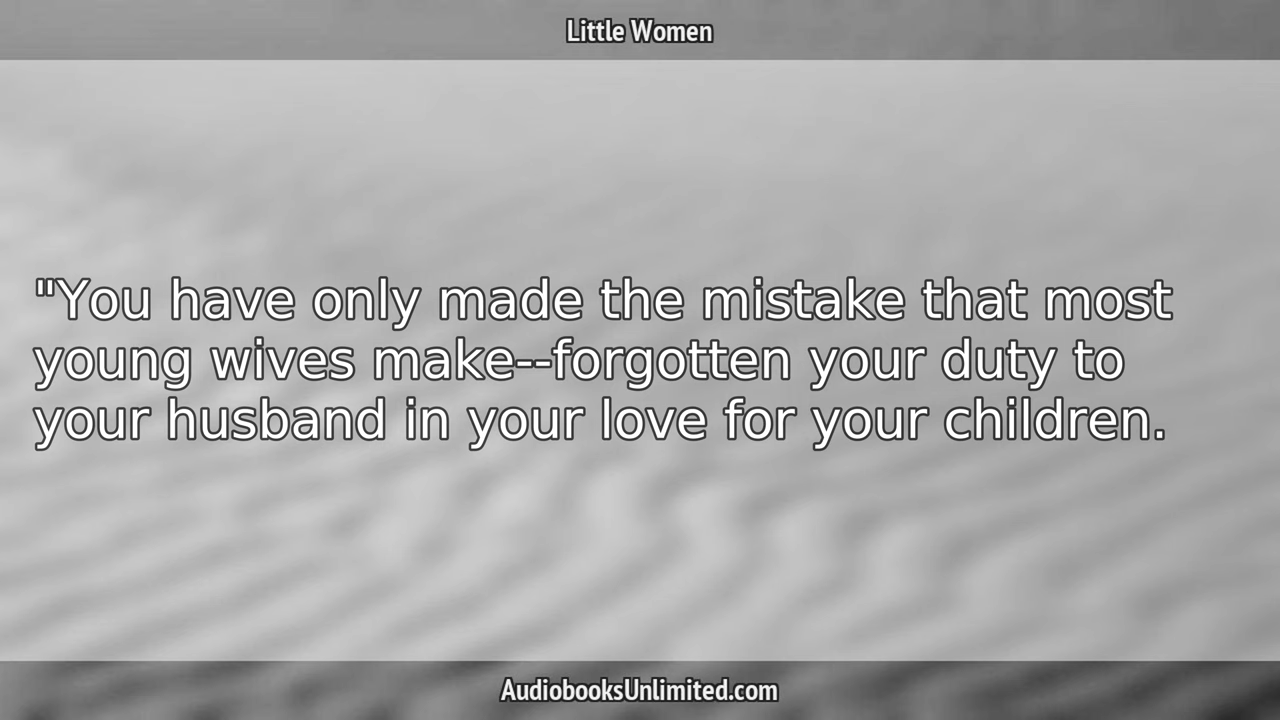 Little Women
"You have only made the mistake that most
young wives make--forgotten your duty to
your husband in your love for your children.
AudiobooksUnlimited.com